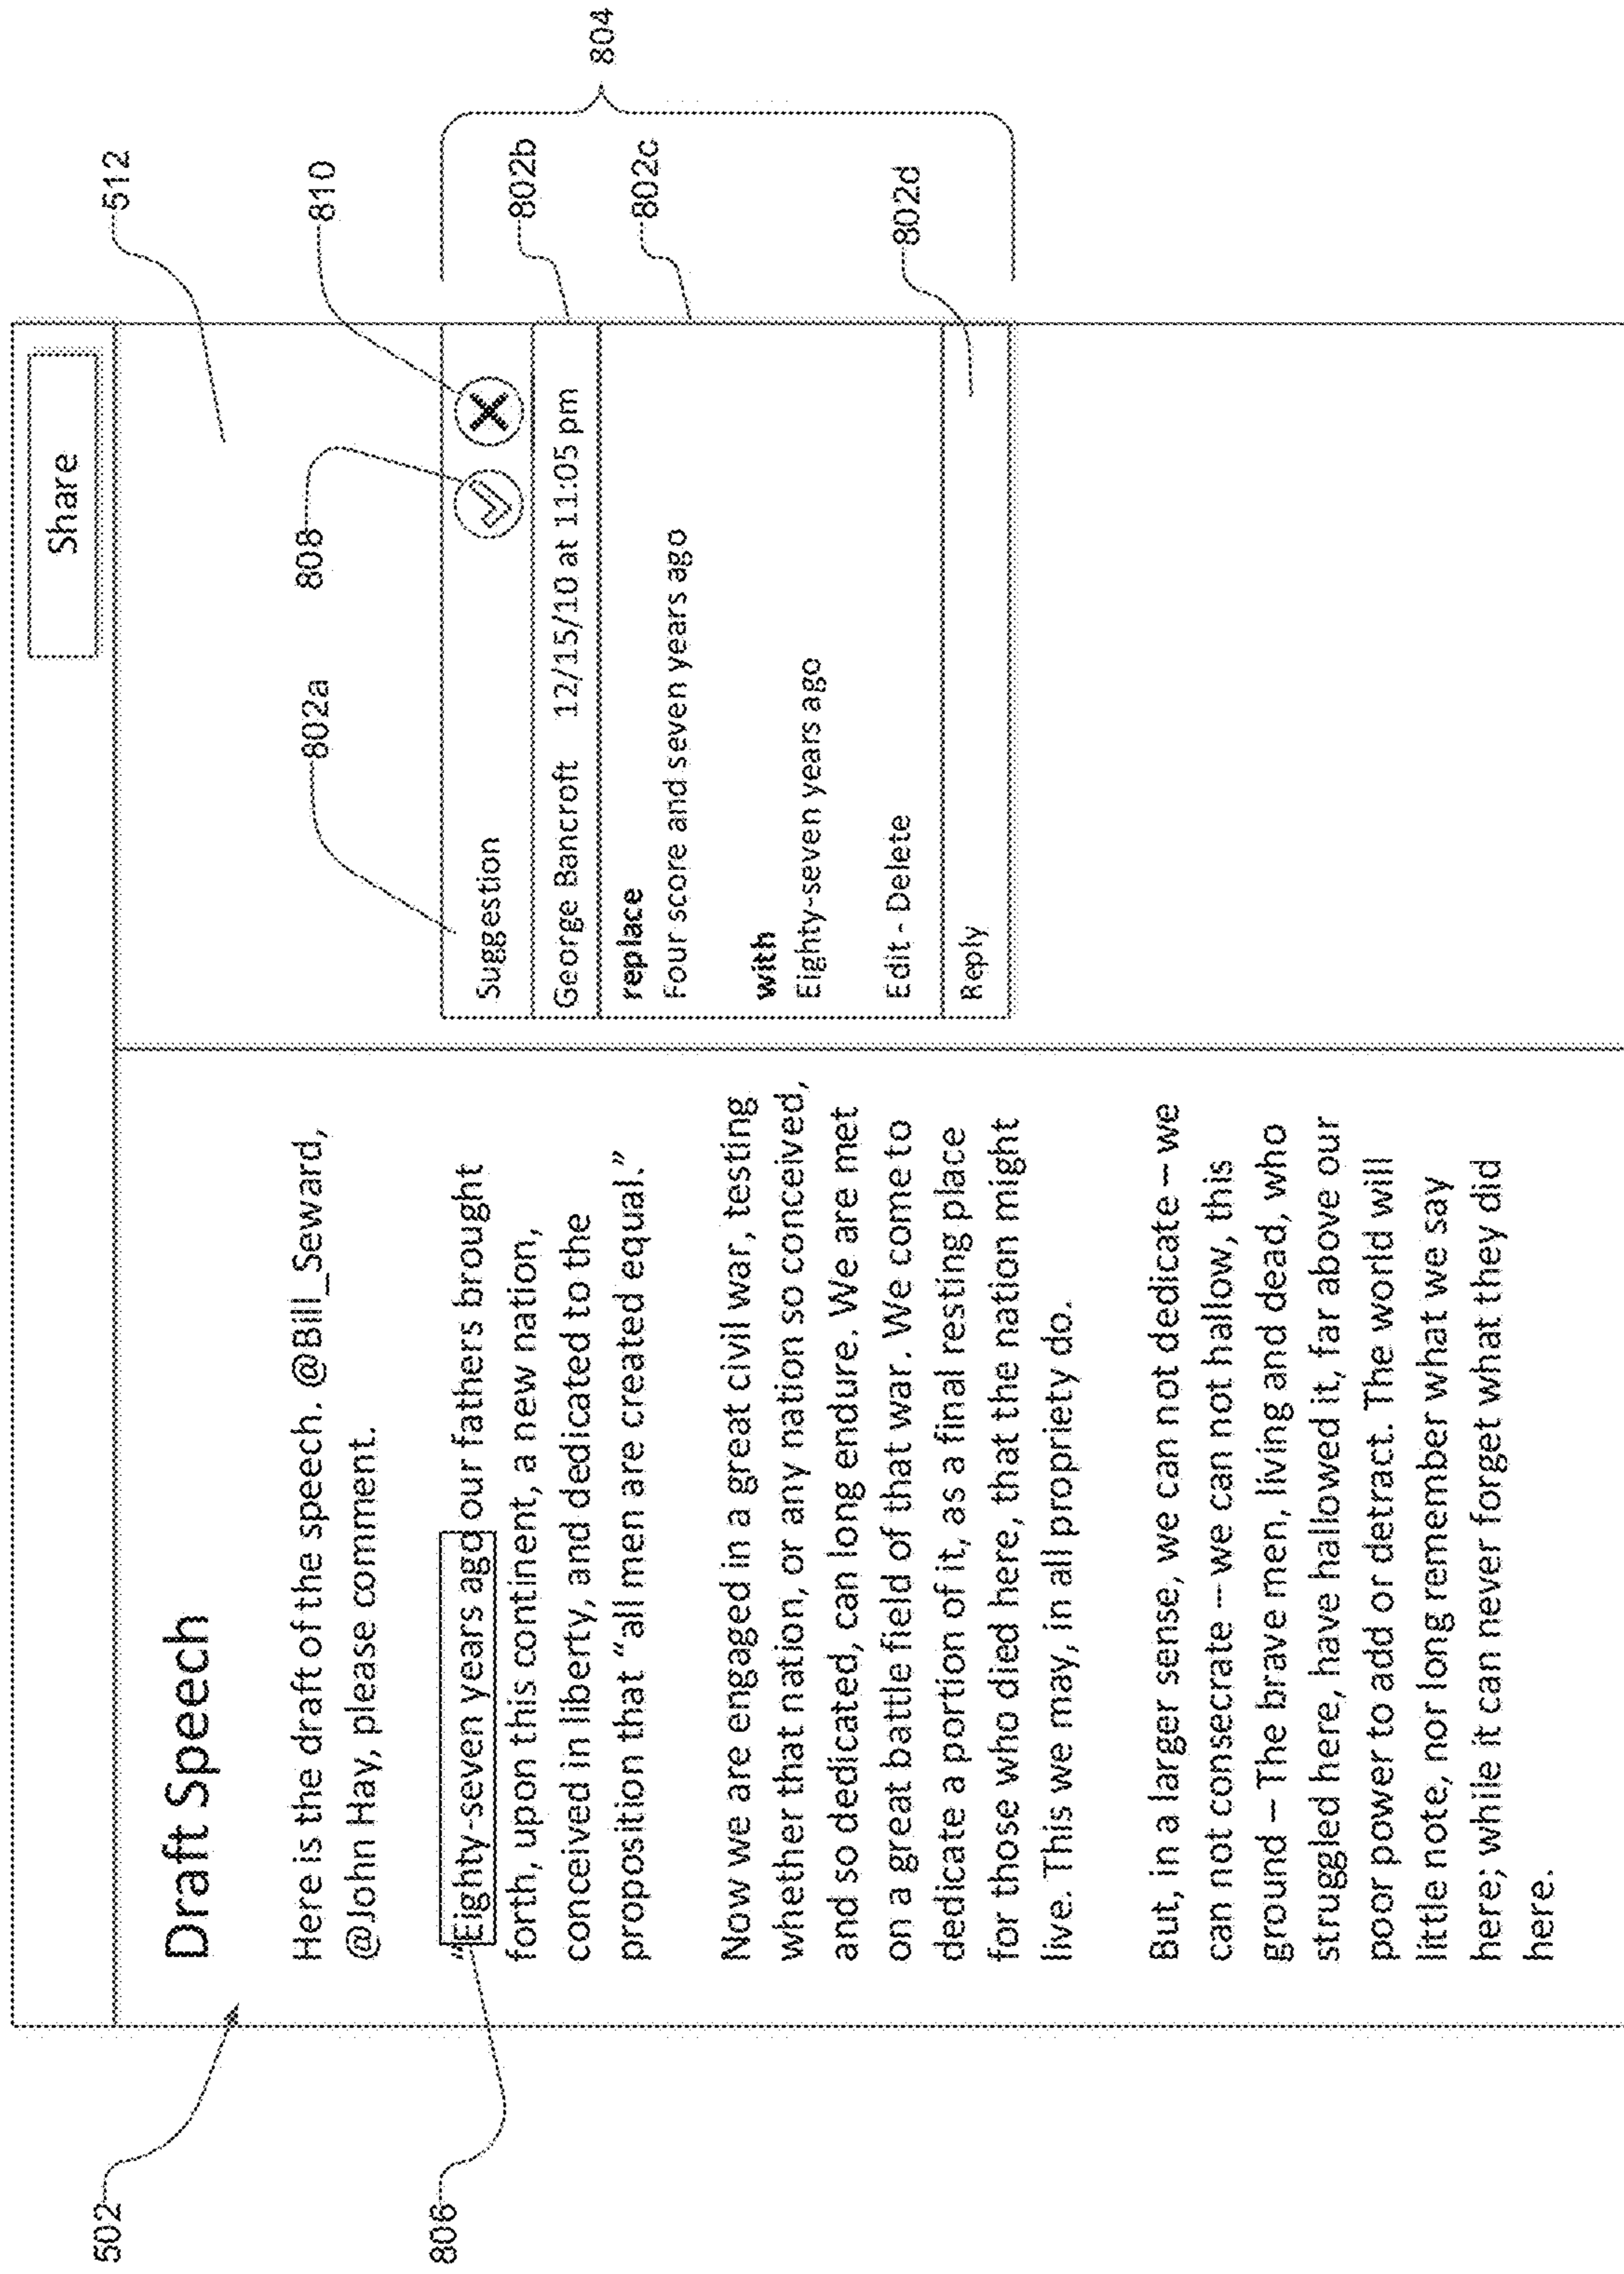 Share
502
512
Draft Speech
Here is the draft of the speech. @Bill_Seward,
@John Hay, please comment.
806
"Eighty-seven years ago our fathers brought
forth, upon this continent, a new nation,
conceived in liberty, and dedicated to the
proposition that "all men are created equal."
Now we are engaged in a great civil war, testing
whether that nation, or any nation so conceived,
and so dedicated, can long endure. We are met
on a great battle field of that war. We come to
dedicate a portion of it, as a final resting place
for those who died here, that the nation might
live. This we may, in all propriety do.
But, in a larger sense, we can not dedicate – we
can not consecrate – we can not hallow, this
ground – The brave men, living and dead, who
struggled here, have hallowed it, far above our
poor power to add or detract. The world will
little note, nor long remember what we say
here; while it can never forget what they did
here.
802a
808
810
Suggestion
George Bancroft 12/15/10 at 11:05 pm
802b
replace
Four score and seven years ago
802c
with
Eighty-seven years ago
Edit - Delete
Reply
802d
804